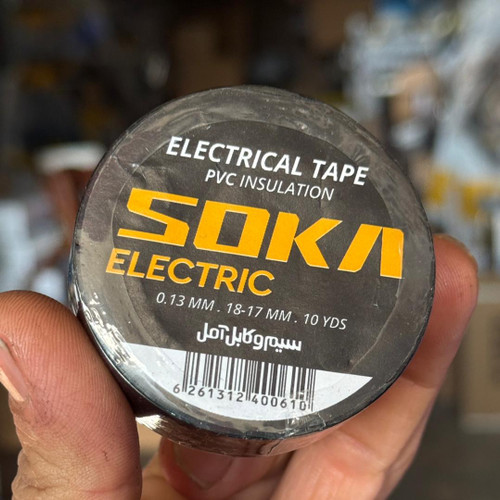 ELECTRICAL TAPE
PVC INSULATION
SOKA
ELECTRIC
0.13 MM . 18-17 MM . 10 YDS
سیم و کابل آمل
6 261312 400610